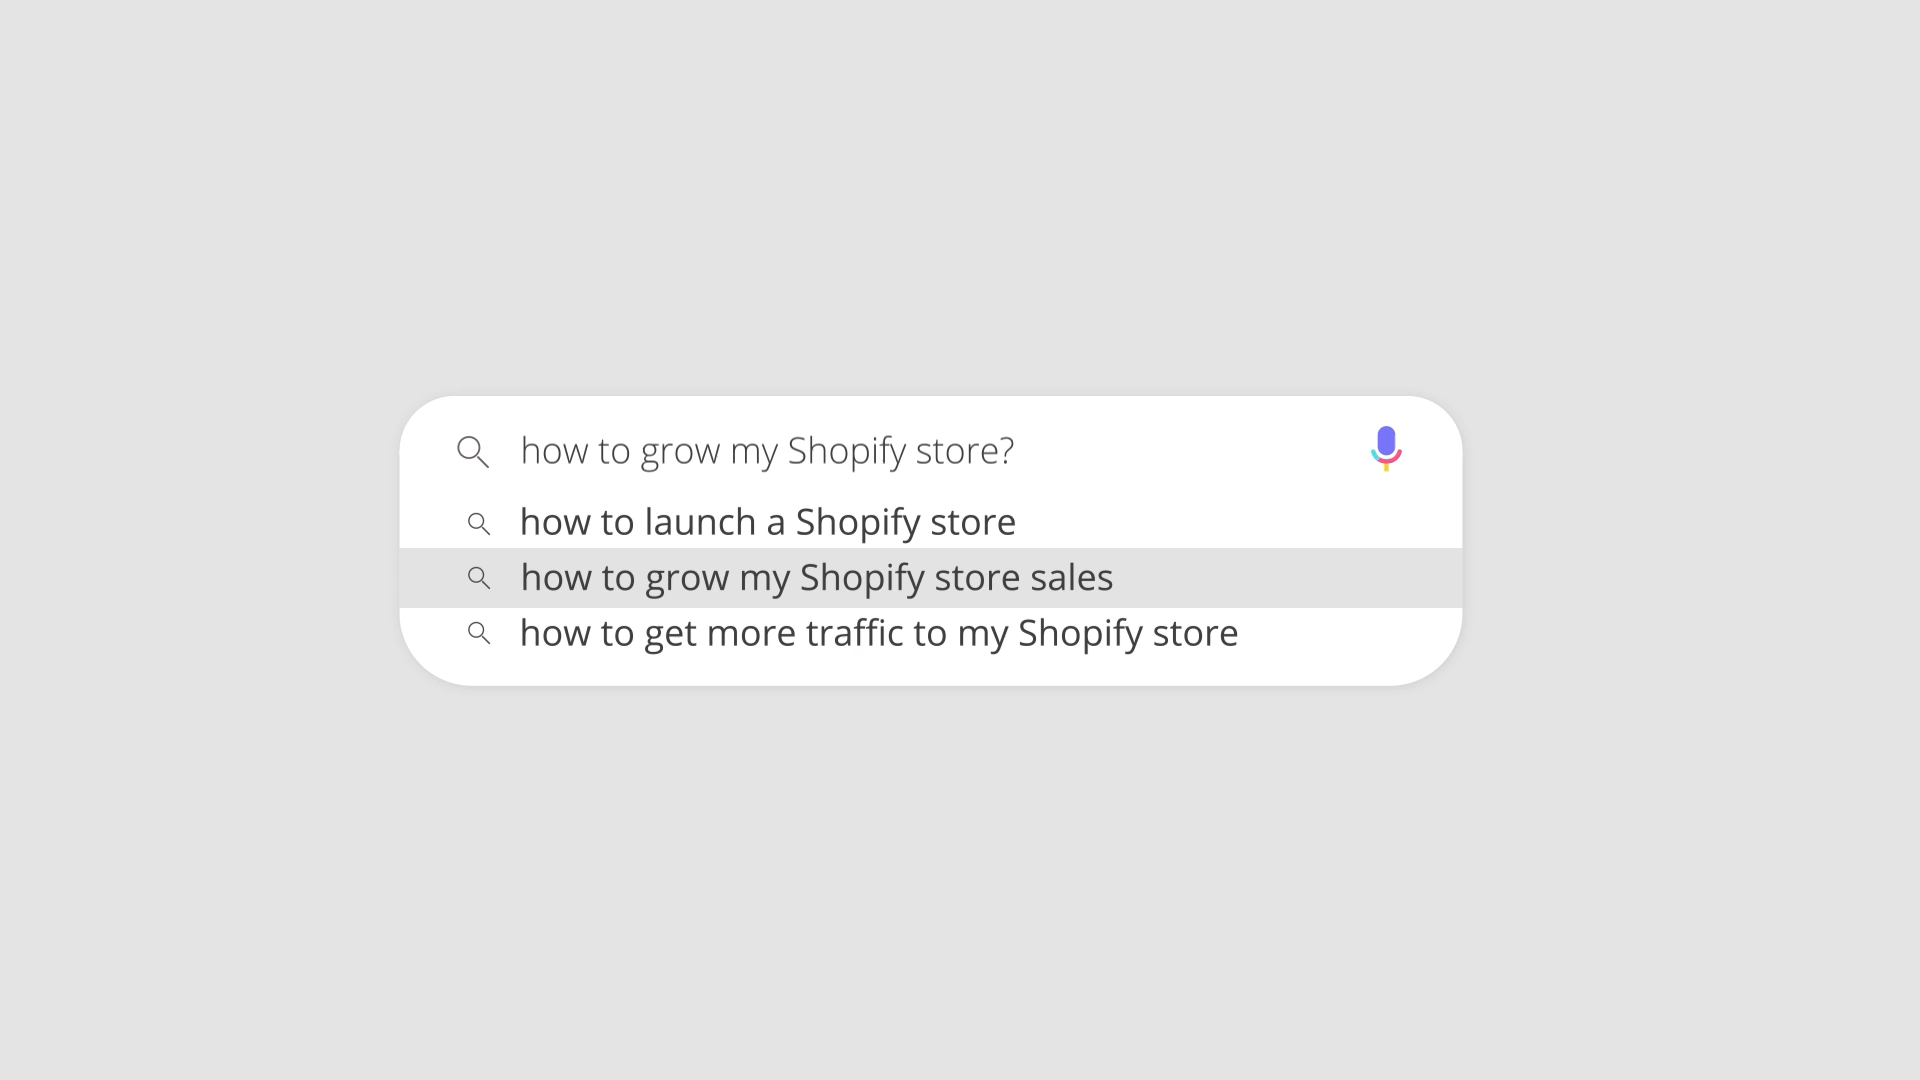 how to grow my Shopify store?
how to launch a Shopify store
how to grow my Shopify store sales
how to get more traffic to my Shopify store